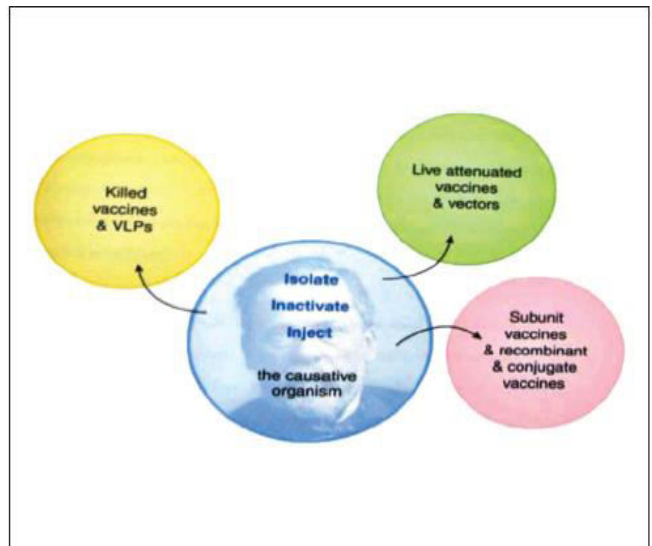 Killed
vaccines
& VLPs
Live attenuated
vaccines
& vectors
Isolate
Inactivate
Inject
the causative
organism
Subunit
vaccines
& recombinant
& conjugate
vaccines